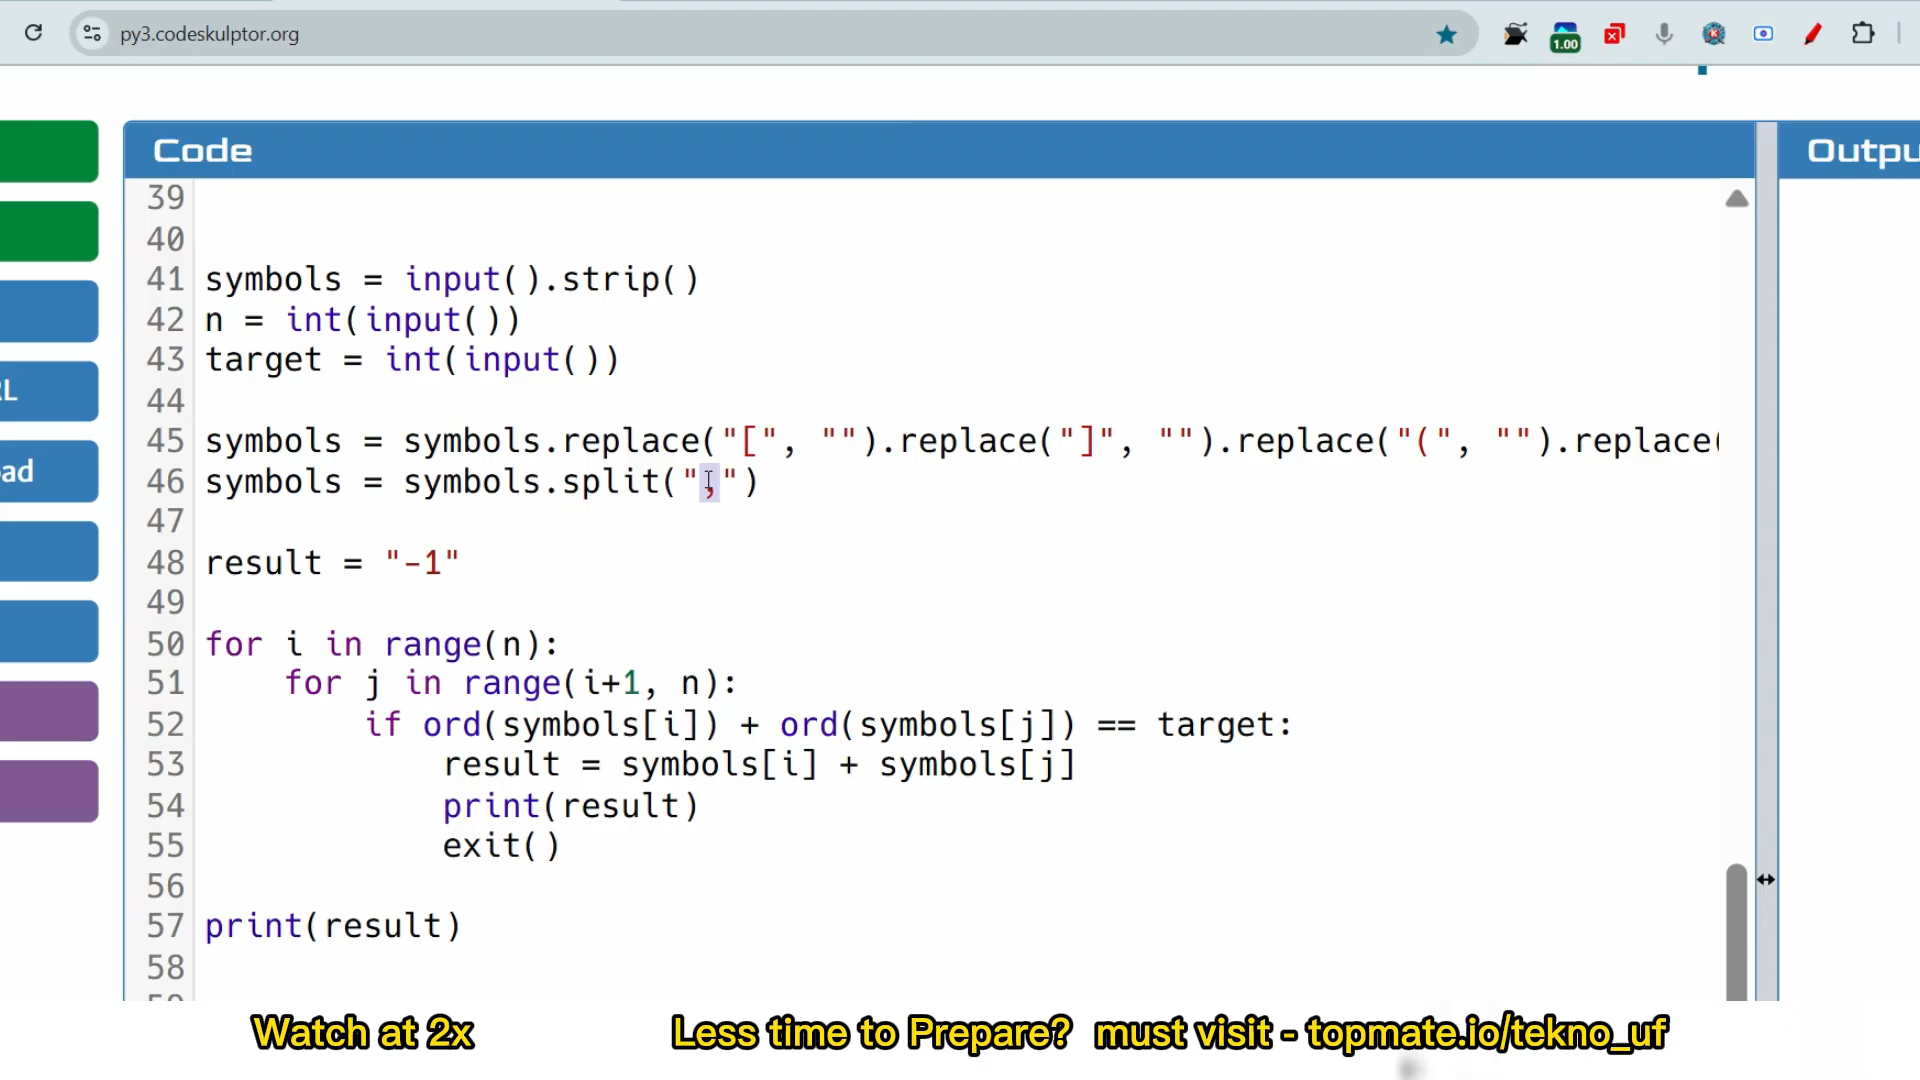 py3.codeskulptor.org
1.00
Code
Outpu
39
40
41 symbols = input().strip()
42 n = int(input())
43 target = int(input())
44
45 symbols = symbols.replace("[", "").replace("]", "").replace("(", "").replace(
46 symbols = symbols.split(",")
47
48 result = "-1"
49
50 for i in range(n):
51 for j in range(i+1, n):
52 if ord(symbols[i]) + ord(symbols[j]) == target:
53 result = symbols[i] + symbols[j]
54 print(result)
55 exit()
56
57 print(result)
58
RL
oad
Watch at 2x
Less time to Prepare? must visit - topmate.io/tekno_uf